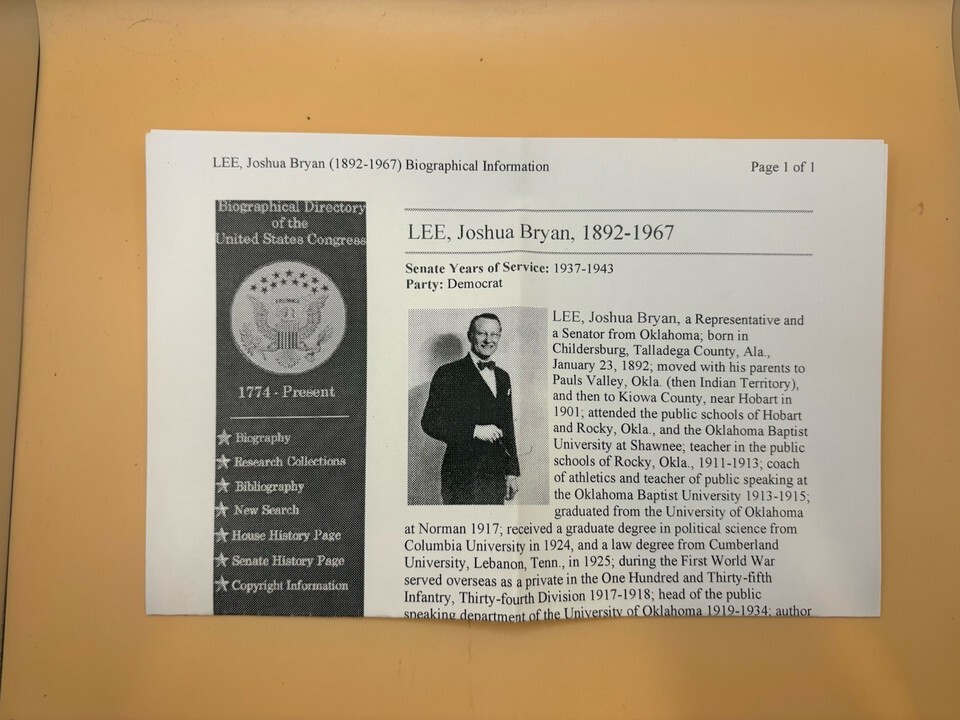 LEE, Joshua Bryan (1892-1967) Biographical Information
Page 1 of 1
Biographical Directory
of the
United States Congress
1774 - Present
Biography
Research Collections
Bibliography
New Search
House History Page
Senate History Page
Copyright Information
LEE, Joshua Bryan, 1892-1967
Senate Years of Service: 1937-1943
Party: Democrat
LEE, Joshua Bryan, a Representative and
a Senator from Oklahoma; born in
Childersburg, Talladega County, Ala.,
January 23, 1892; moved with his parents to
Pauls Valley, Okla. (then Indian Territory),
and then to Kiowa County, near Hobart in
1901; attended the public schools of Hobart
and Rocky, Okla., and the Oklahoma Baptist
University at Shawnee; teacher in the public
schools of Rocky, Okla., 1911-1913; coach
of athletics and teacher of public speaking at
the Oklahoma Baptist University 1913-1915;
graduated from the University of Oklahoma
at Norman 1917; received a graduate degree in political science from
Columbia University in 1924, and a law degree from Cumberland
University, Lebanon, Tenn., in 1925; during the First World War
served overseas as a private in the One Hundred and Thirty-fifth
Infantry, Thirty-fourth Division 1917-1918; head of the public
speaking department of the University of Oklahoma 1919-1934; author